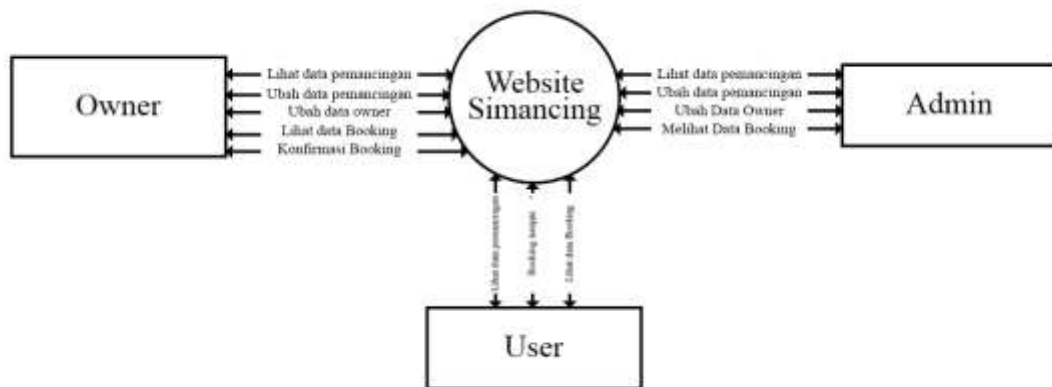 Owner
Lihat data pemancingan
Ubah data pemancingan
Ubah data owner
Lihat data Booking
Konfirmasi Booking
Website
Simancing
Lihat data pemancingan
Ubah data pemancingan
Ubah Data Owner
Melihat Data Booking
Admin
Lihat data pemancingan
Booking tempat
Lihat data Booking
User